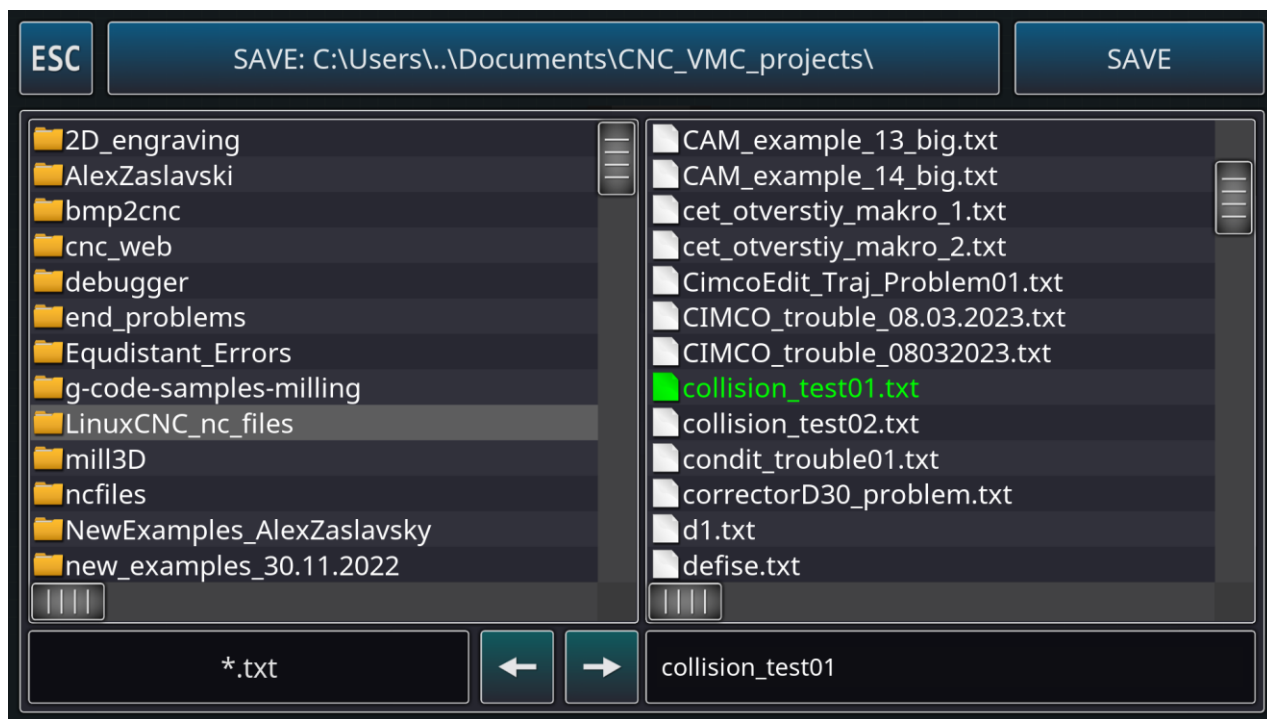 ESC
SAVE: C:\Users\..\Documents\CNC_VMC_projects\
SAVE
2D_engraving
AlexZaslavski
bmp2cnc
cnc_web
debugger
end_problems
Equdistant_Errors
g-code-samples-milling
LinuxCNC_nc_files
mill3D
ncfiles
NewExamples_AlexZaslavsky
new_examples_30.11.2022
CAM_example_13_big.txt
CAM_example_14_big.txt
cet_otverstiy_makro_1.txt
cet_otverstiy_makro_2.txt
CimcoEdit_Traj_Problem01.txt
CIMCO_trouble_08.03.2023.txt
CIMCO_trouble_08032023.txt
collision_test01.txt
collision_test02.txt
condit_trouble01.txt
correctorD30_problem.txt
d1.txt
defise.txt
*.txt
collision_test01